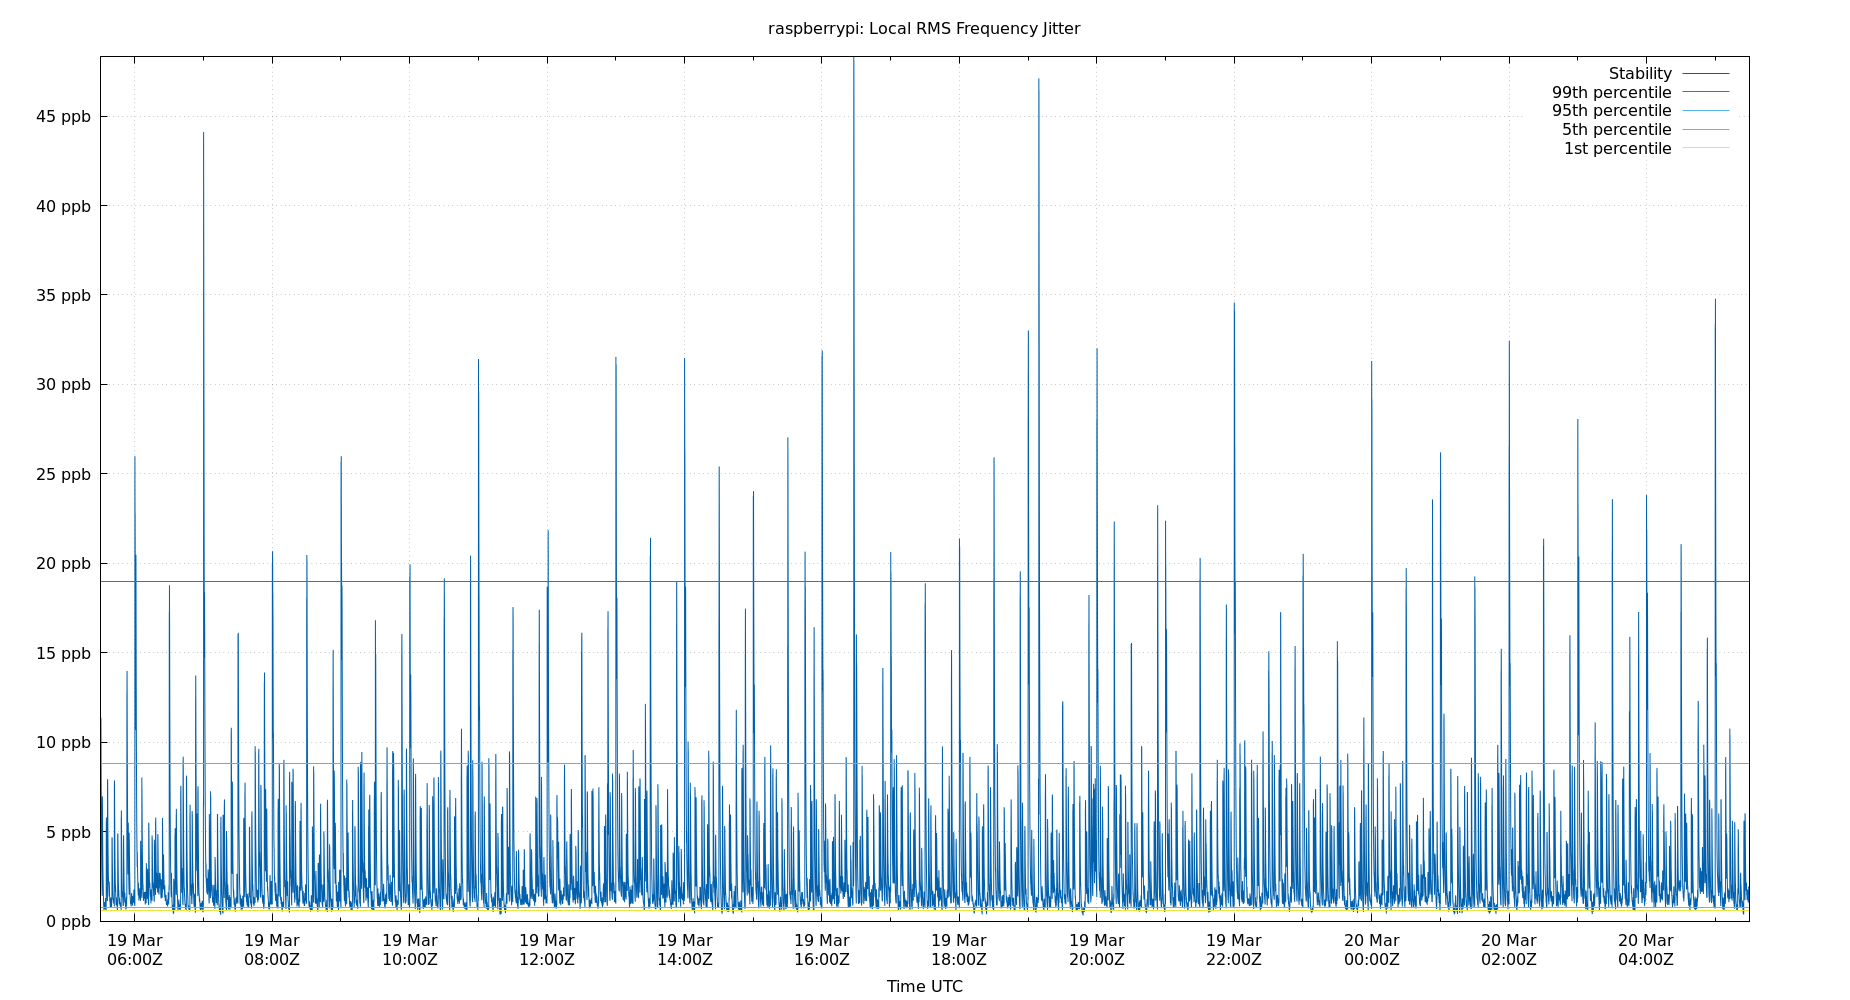 raspberrypi: Local RMS Frequency Jitter
Stability
99th percentile
95th percentile
5th percentile
1st percentile
45 ppb
40 ppb
35 ppb
30 ppb
25 ppb
20 ppb
15 ppb
10 ppb
5 ppb
0 ppb
19 Mar 19 Mar 19 Mar 19 Mar 19 Mar 19 Mar 19 Mar 19 Mar 19 Mar 20 Mar 20 Mar 20 Mar
06:00Z 08:00Z 10:00Z 12:00Z 14:00Z 16:00Z 18:00Z 20:00Z 22:00Z 00:00Z 02:00Z 04:00Z
Time UTC